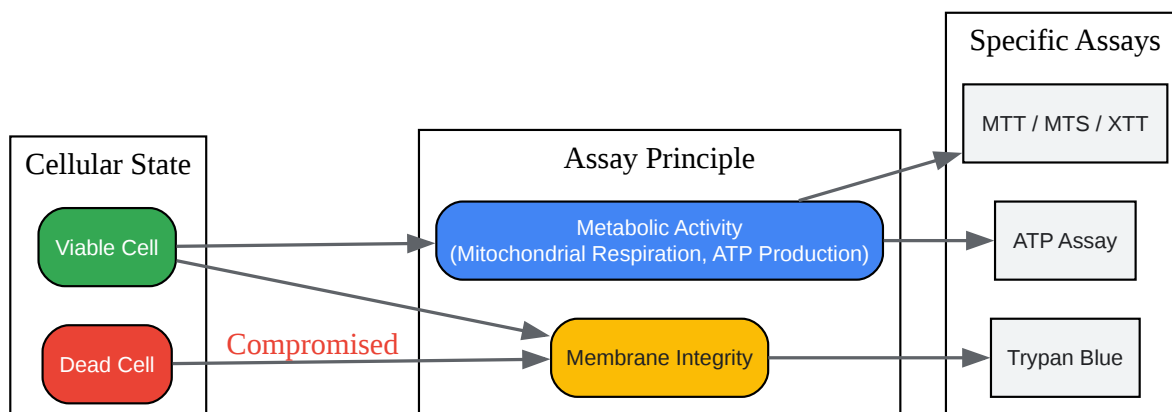 Cellular State
Viable Cell
Dead Cell
Compromised
Assay Principle
Metabolic Activity
(Mitochondrial Respiration, ATP Production)
Membrane Integrity
Specific Assays
MTT / MTS / XTT
ATP Assay
Trypan Blue